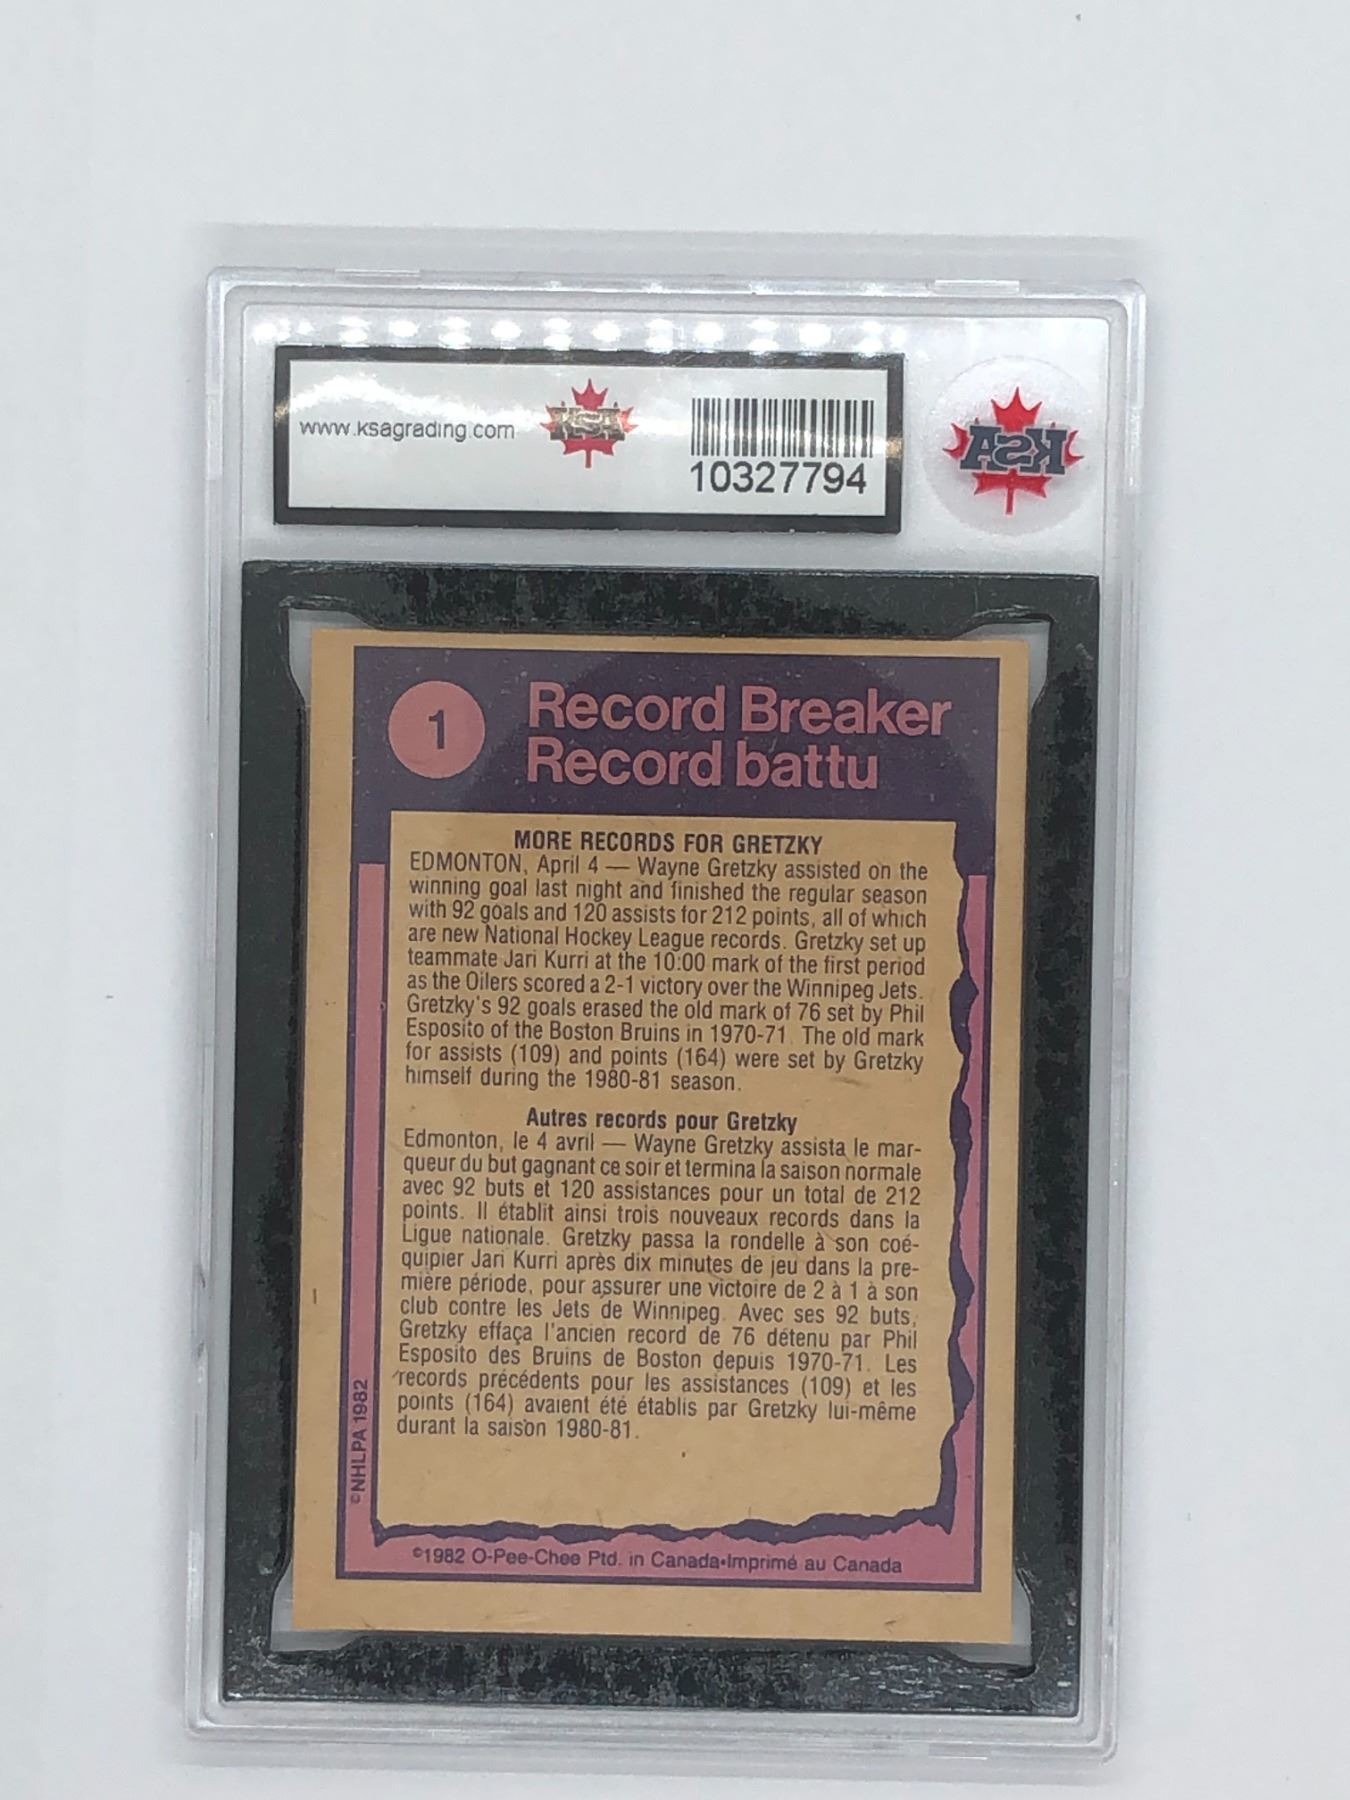 www.ksagrading.com
KSA
10327794
KSA
1
Record Breaker
Record battu
MORE RECORDS FOR GRETZKY
EDMONTON, April 4 — Wayne Gretzky assisted on the
winning goal last night and finished the regular season
with 92 goals and 120 assists for 212 points, all of which
are new National Hockey League records. Gretzky set up
teammate Jari Kurri at the 10:00 mark of the first period
as the Oilers scored a 2-1 victory over the Winnipeg Jets.
Gretzky's 92 goals erased the old mark of 76 set by Phil
Esposito of the Boston Bruins in 1970-71. The old mark
for assists (109) and points (164) were set by Gretzky
himself during the 1980-81 season.
Autres records pour Gretzky
Edmonton, le 4 avril — Wayne Gretzky assista le mar-
queur du but gagnant ce soir et termina la saison normale
avec 92 buts et 120 assistances pour un total de 212
points. Il établit ainsi trois nouveaux records dans la
Ligue nationale. Gretzky passa la rondelle à son coé-
quipier Jari Kurri après dix minutes de jeu dans la pre-
mière période, pour assurer une victoire de 2 à 1 à son
club contre les Jets de Winnipeg. Avec ses 92 buts,
Gretzky effaça l'ancien record de 76 détenu par Phil
Esposito des Bruins de Boston depuis 1970-71. Les
records précédents pour les assistances (109) et les
points (164) avaient été établis par Gretzky lui-même
durant la saison 1980-81.
©NHLPA 1982
©1982 O-Pee-Chee Ptd. in Canada•Imprimé au Canada